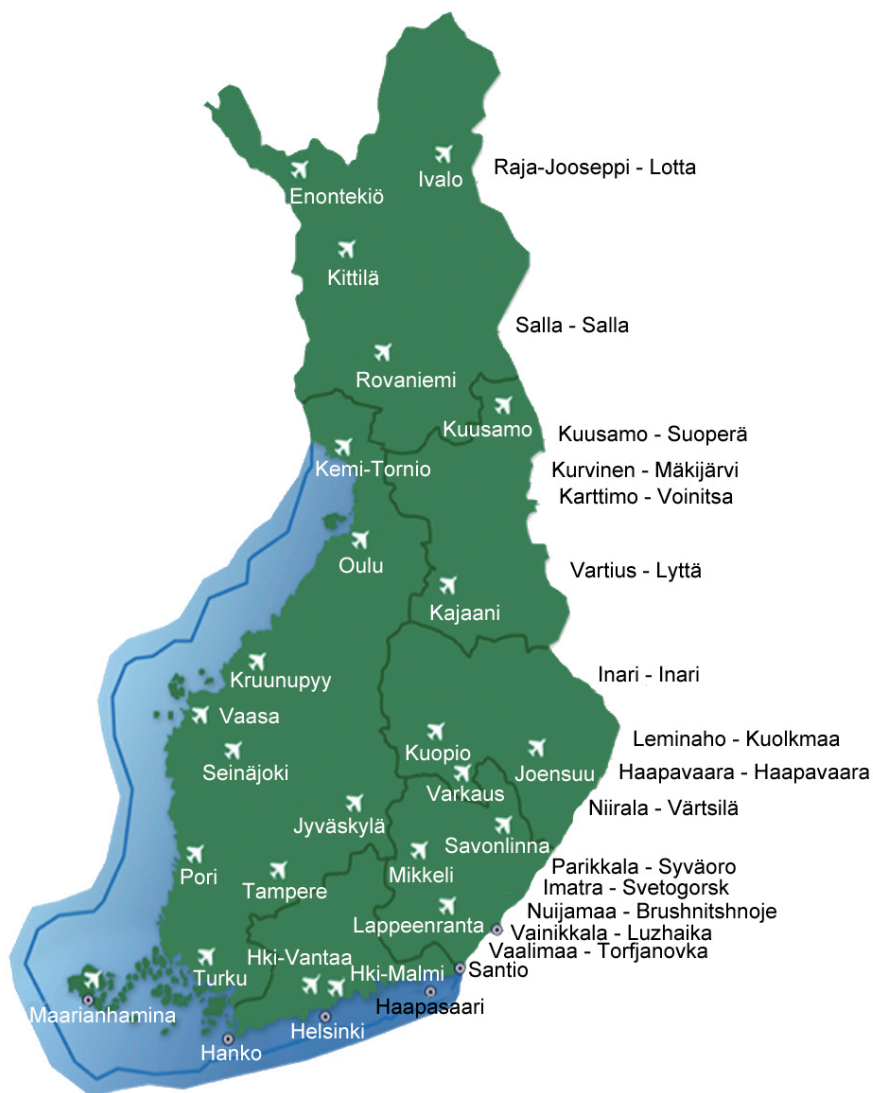 Raja-Jooseppi - Lotta
Ivalo
Enontekiö
Kittilä
Salla - Salla
Rovaniemi
Kuusamo
Kuusamo - Suoperä
Kemi-Tornio
Kurvinen - Mäkijärvi
Karttimo - Voinitsa
Oulu
Vartius - Lyttä
Kajaani
Inari - Inari
Kruunupyy
Vaasa
Kuopio
Leminaho - Kuolkmaa
Seinäjoki
Joensuu
Haapavaara - Haapavaara
Varkaus
Jyväskylä
Niirala - Värtsilä
Savonlinna
Mikkeli
Pori
Tampere
Parikkala - Syväoro
Imatra - Svetogorsk
Lappeenranta
Nuijamaa - Brushnitshnoje
Vainikkala - Luzhaika
Vaalimaa - Torfjanovka
Hki-Vantaa
Turku
Hki-Malmi
Santio
Haapasaari
Maarianhamina
Helsinki
Hanko